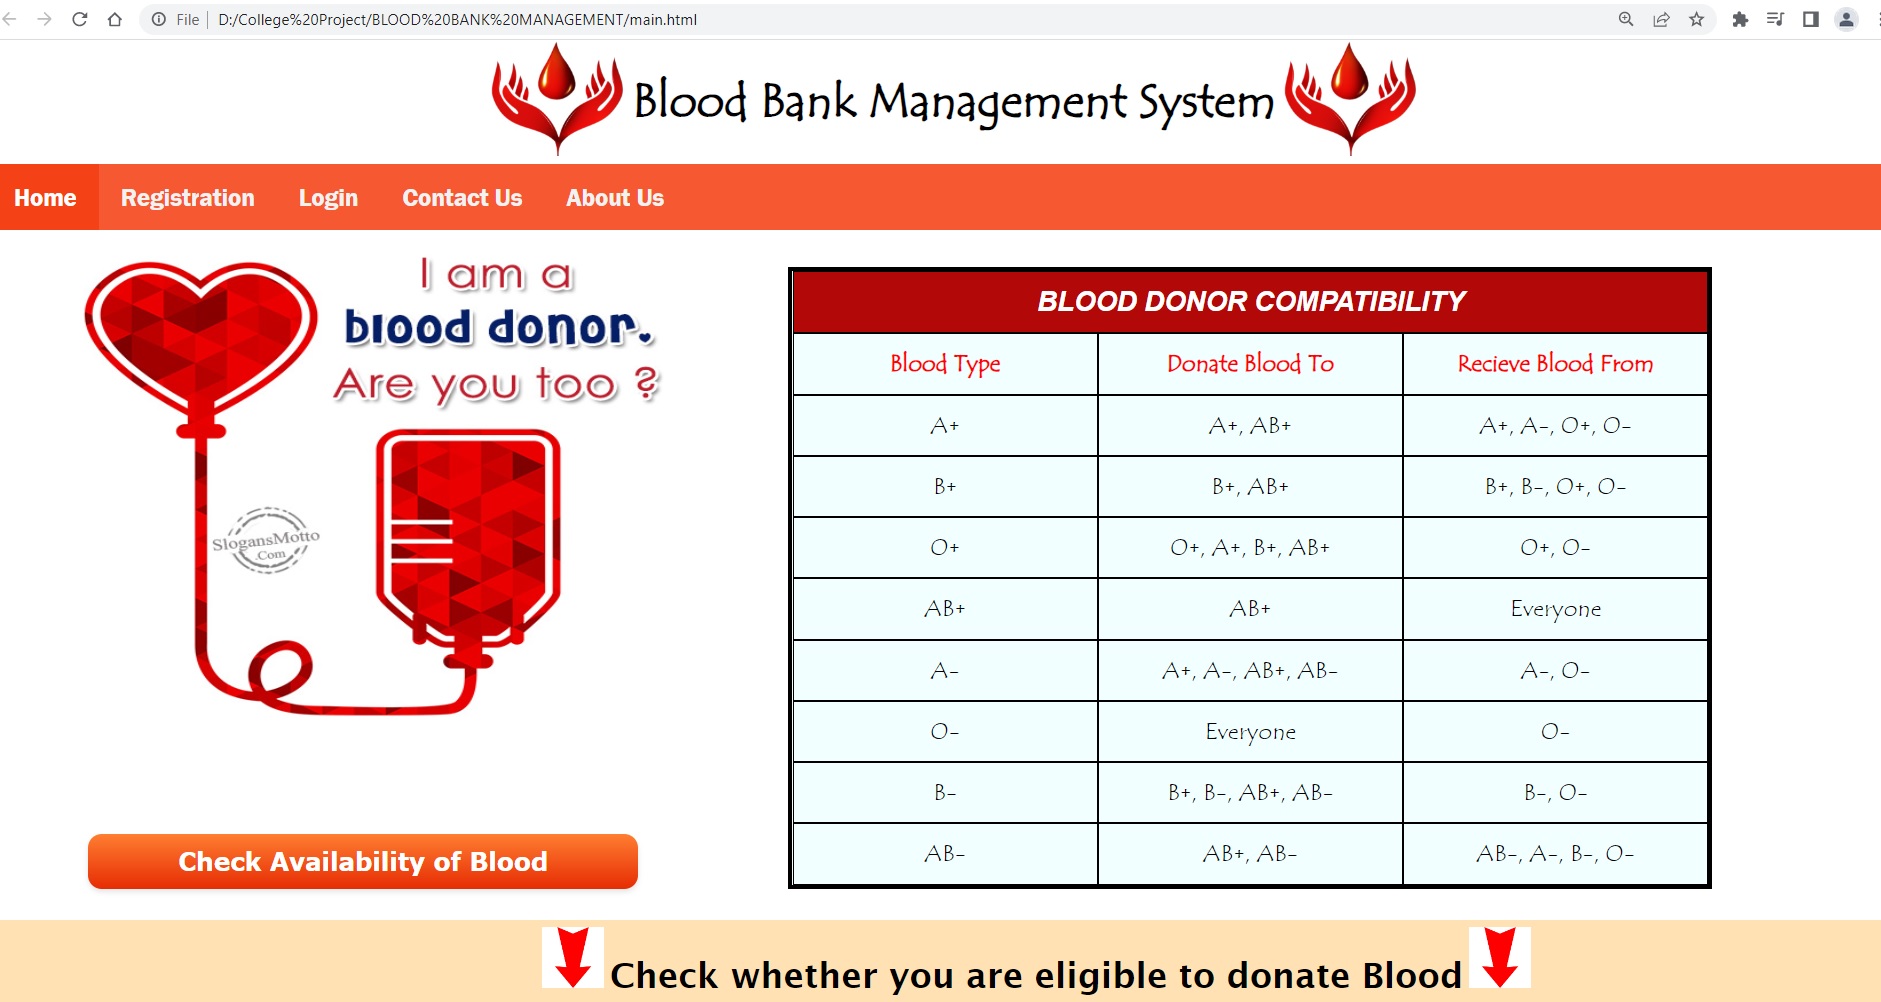 File | D:/College%20Project/BLOOD%20BANK%20MANAGEMENT/main.html
Blood Bank Management System
Home Registration Login Contact Us About Us
I am a
blood donor.
Are you too ?
SlogansMotto
.Com
Check Availability of Blood
BLOOD DONOR COMPATIBILITY
Blood Type Donate Blood To Recieve Blood From
A+ A+, AB+ A+, A-, O+, O-
B+ B+, AB+ B+, B-, O+, O-
O+ O+, A+, B+, AB+ O+, O-
AB+ AB+ Everyone
A- A+, A-, AB+, AB- A-, O-
O- Everyone O-
B- B+, B-, AB+, AB- B-, O-
AB- AB+, AB- AB-, A-, B-, O-
Check whether you are eligible to donate Blood